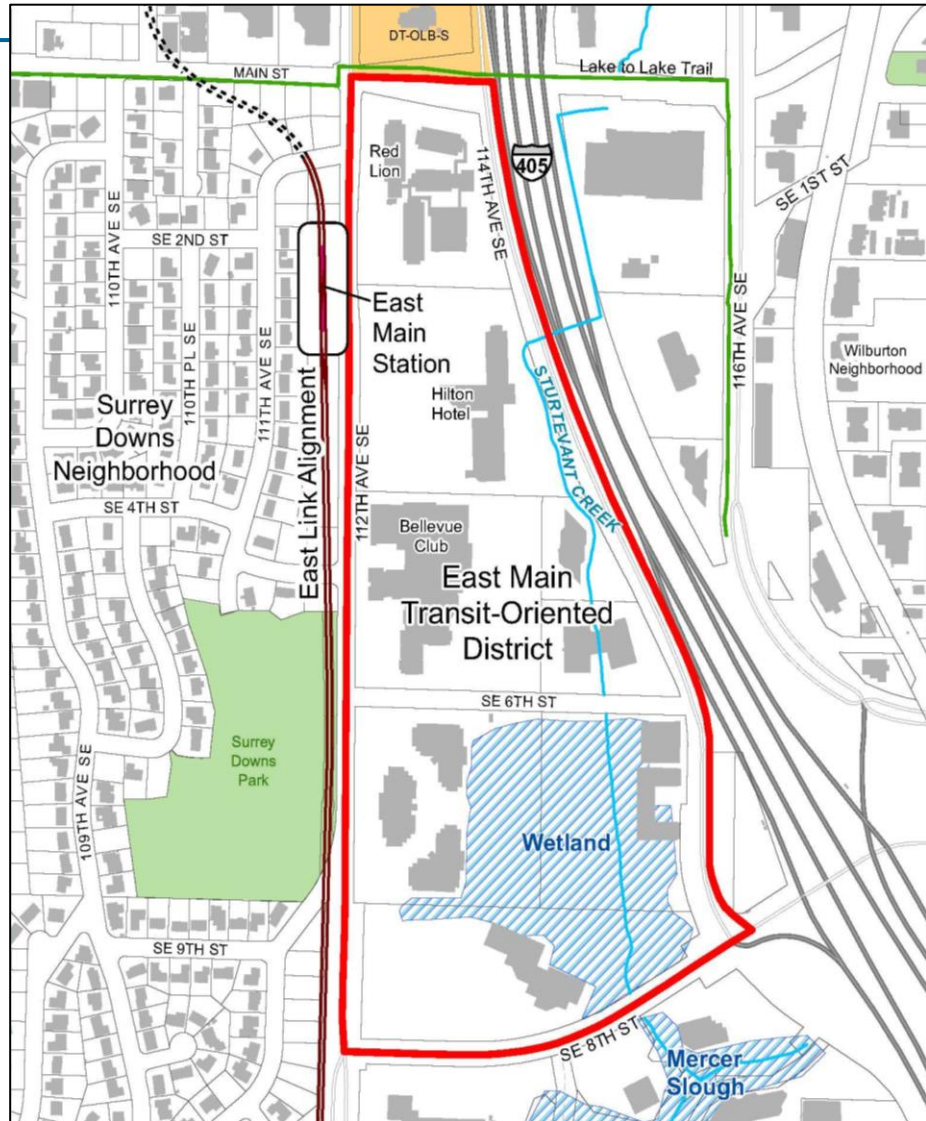 DT-OLB-S
MAIN ST
Lake to Lake Trail
Red
Lion
114TH AVE SE
405
SE 1ST ST
110TH AVE SE
SE 2ND ST
110TH PL SE
111TH AVE SE
East
Main
Station
116TH AVE SE
Wilburton
Neighborhood
Surrey
Downs
Neighborhood
East Link Alignment
112TH AVE SE
Hilton
Hotel
STURTEVANT CREEK
SE 4TH ST
Bellevue
Club
East Main
Transit-Oriented
District
SE 6TH ST
109TH AVE SE
Surrey
Downs
Park
Wetland
SE 9TH ST
SE 8TH ST
Mercer
Slough